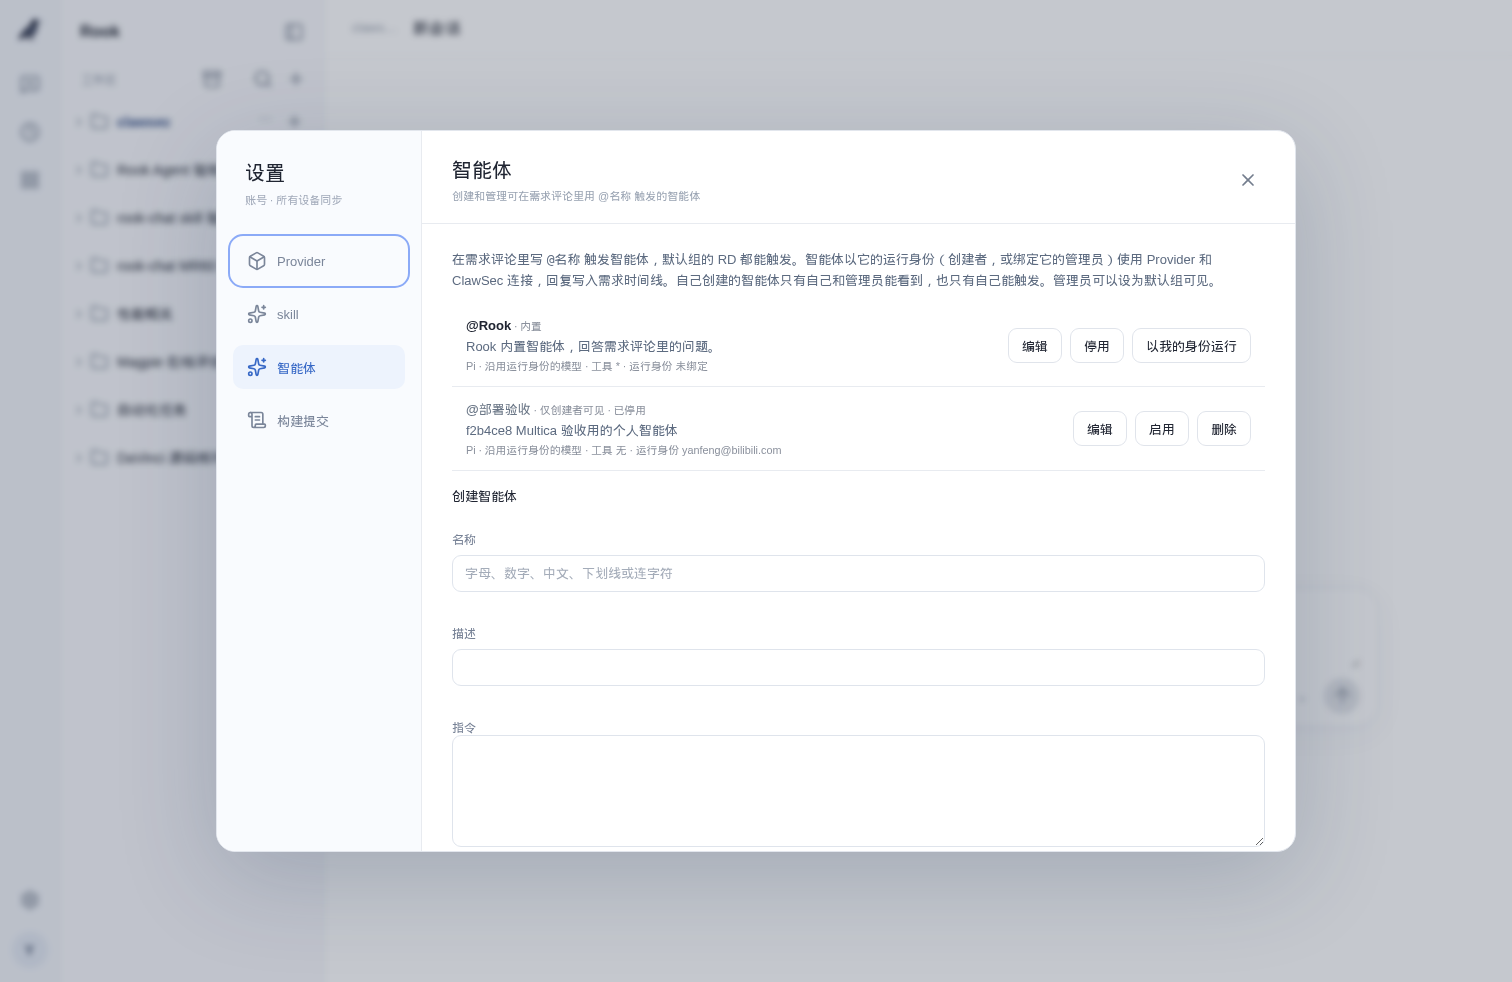 Rook
设置
账号 · 所有设备同步
Provider
skill
智能体
构建提交
智能体
创建和管理可在需求评论里用 @名称 触发的智能体
在需求评论里写 @名称 触发智能体，默认组的 RD 都能触发。智能体以它的运行身份（创建者，或绑定它的管理员）使用 Provider 和
ClawSec 连接，回复写入需求时间线。自己创建的智能体只有自己和管理员能看到，也只有自己能触发。管理员可以设为默认组可见。
@Rook · 内置
Rook 内置智能体，回答需求评论里的问题。
Pi · 沿用运行身份的模型 · 工具 * · 运行身份 未绑定
编辑 停用 以我的身份运行
@部署验收 · 仅创建者可见 · 已停用
f2b4ce8 Multica 验收用的个人智能体
Pi · 沿用运行身份的模型 · 工具 无 · 运行身份 yanfeng@bilibili.com
编辑 启用 删除
创建智能体
名称
字母、数字、中文、下划线或连字符
描述
指令